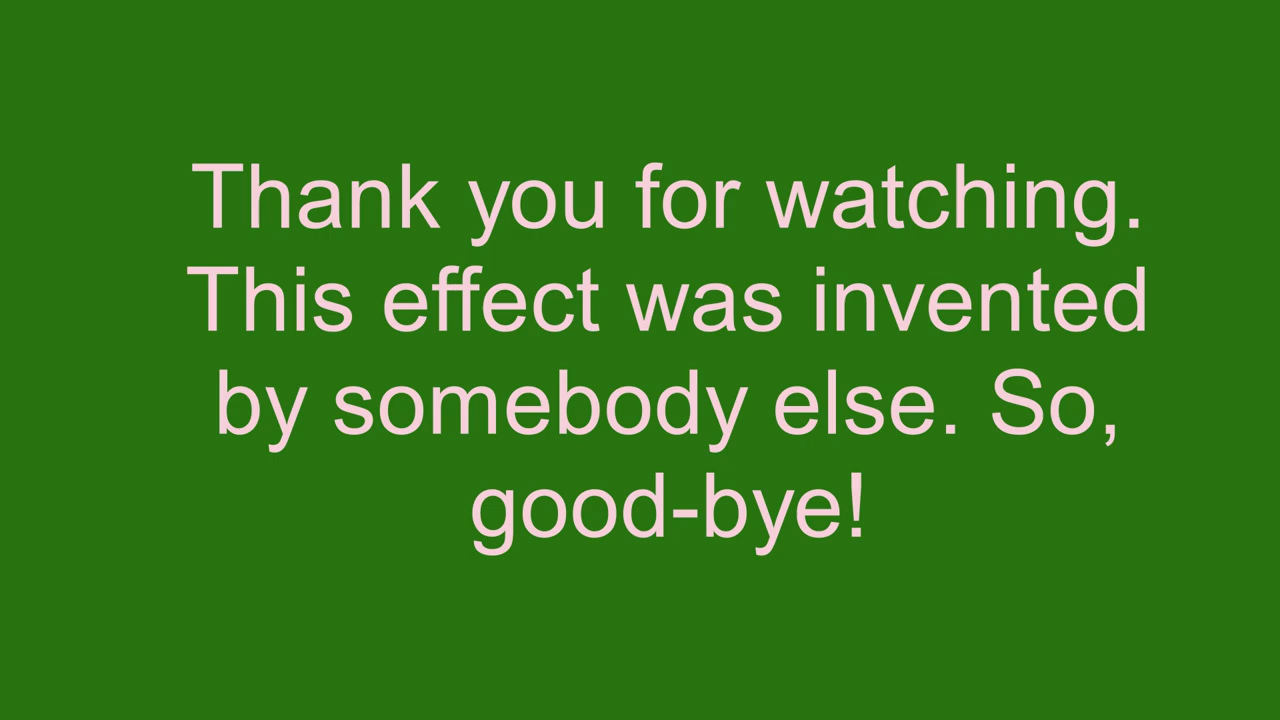 Thank you for watching.
This effect was invented
by somebody else. So,
good-bye!